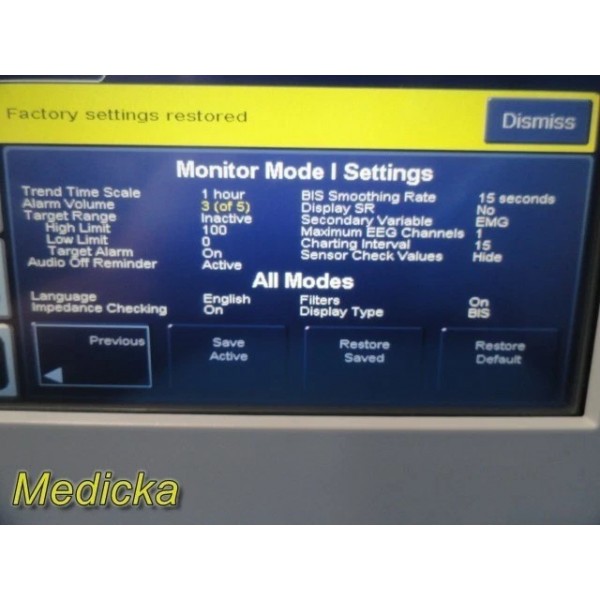 Factory settings restored Dismiss
Monitor Mode I Settings
Trend Time Scale 1 hour BIS Smoothing Rate 15 seconds
Alarm Volume 3 (of 5) Display SR No
Target Range Inactive Secondary Variable EMG
High Limit 100 Maximum EEG Channels 1
Low Limit 0 Charting Interval 15
Target Alarm On Sensor Check Values Hide
Audio Off Reminder Active
All Modes
Language English Filters On
Impedance Checking On Display Type BIS
Previous Save Active Restore Saved Restore Default
Medicka